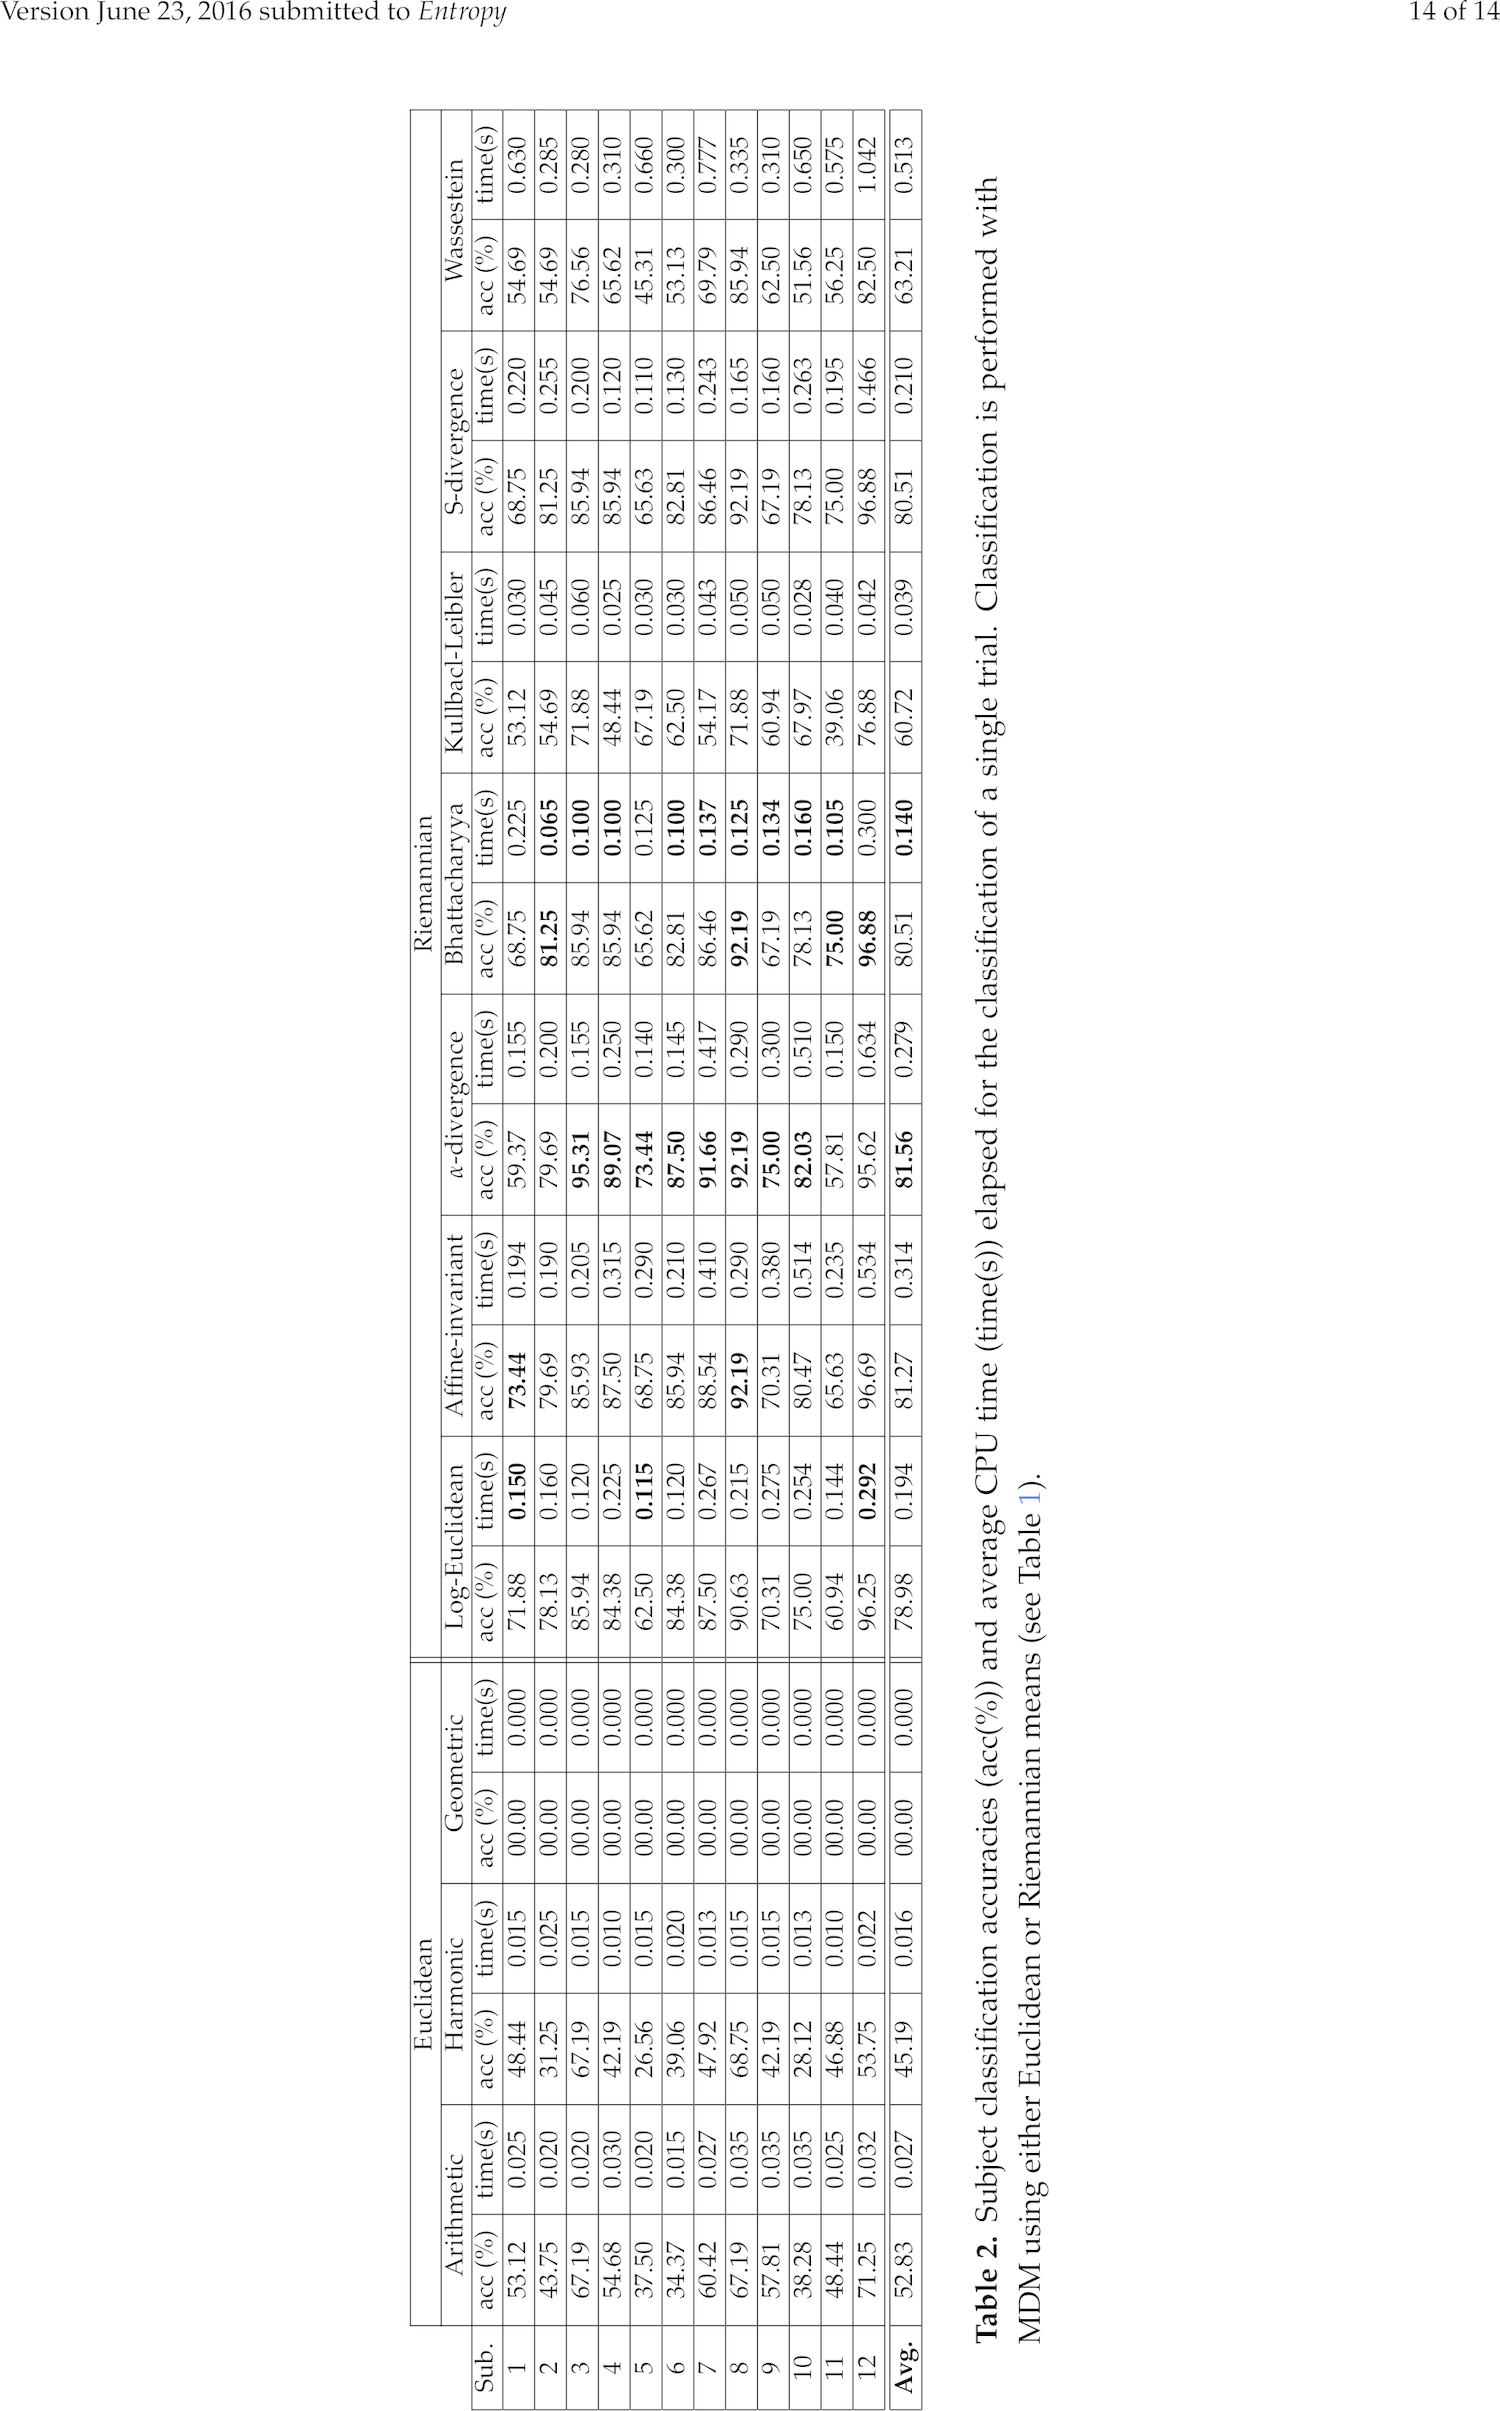 Version June 23, 2016 submitted to Entropy 14 of 14
Euclidean Riemannian
Arithmetic Harmonic Geometric Log-Euclidean Affine-invariant α-divergence Bhattacharyya Kullbacl-Leibler S-divergence Wassestein
Sub. acc (%) time(s) acc (%) time(s) acc (%) time(s) acc (%) time(s) acc (%) time(s) acc (%) time(s) acc (%) time(s) acc (%) time(s) acc (%) time(s) acc (%) time(s)
1 53.12 0.025 48.44 0.015 00.00 0.000 71.88 0.150 73.44 0.194 59.37 0.155 68.75 0.225 53.12 0.030 68.75 0.220 54.69 0.630
2 43.75 0.020 31.25 0.025 00.00 0.000 78.13 0.160 79.69 0.190 79.69 0.200 81.25 0.065 54.69 0.045 81.25 0.255 54.69 0.285
3 67.19 0.020 67.19 0.015 00.00 0.000 85.94 0.120 85.93 0.205 95.31 0.155 85.94 0.100 71.88 0.060 85.94 0.200 76.56 0.280
4 54.68 0.030 42.19 0.010 00.00 0.000 84.38 0.225 87.50 0.315 89.07 0.250 85.94 0.100 48.44 0.025 85.94 0.120 65.62 0.310
5 37.50 0.020 26.56 0.015 00.00 0.000 62.50 0.115 68.75 0.290 73.44 0.140 65.62 0.125 67.19 0.030 65.63 0.110 45.31 0.660
6 34.37 0.015 39.06 0.020 00.00 0.000 84.38 0.120 85.94 0.210 87.50 0.145 82.81 0.100 62.50 0.030 82.81 0.130 53.13 0.300
7 60.42 0.027 47.92 0.013 00.00 0.000 87.50 0.267 88.54 0.410 91.66 0.417 86.46 0.137 54.17 0.043 86.46 0.243 69.79 0.777
8 67.19 0.035 68.75 0.015 00.00 0.000 90.63 0.215 92.19 0.290 92.19 0.290 92.19 0.125 71.88 0.050 92.19 0.165 85.94 0.335
9 57.81 0.035 42.19 0.015 00.00 0.000 70.31 0.275 70.31 0.380 75.00 0.300 67.19 0.134 60.94 0.050 67.19 0.160 62.50 0.310
10 38.28 0.035 28.12 0.013 00.00 0.000 75.00 0.254 80.47 0.514 82.03 0.510 78.13 0.160 67.97 0.028 78.13 0.263 51.56 0.650
11 48.44 0.025 46.88 0.010 00.00 0.000 60.94 0.144 65.63 0.235 57.81 0.150 75.00 0.105 39.06 0.040 75.00 0.195 56.25 0.575
12 71.25 0.032 53.75 0.022 00.00 0.000 96.25 0.292 96.69 0.534 95.62 0.634 96.88 0.300 76.88 0.042 96.88 0.466 82.50 1.042
Avg. 52.83 0.027 45.19 0.016 00.00 0.000 78.98 0.194 81.27 0.314 81.56 0.279 80.51 0.140 60.72 0.039 80.51 0.210 63.21 0.513
Table 2. Subject classification accuracies (acc(%)) and average CPU time (time(s)) elapsed for the classification of a single trial. Classification is performed with
MDM using either Euclidean or Riemannian means (see Table 1).